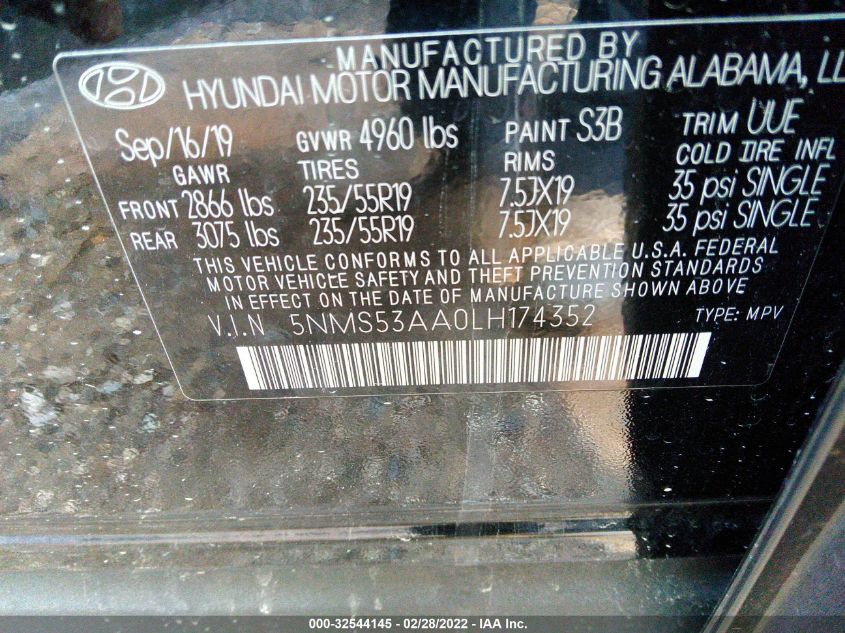 MANUFACTURED BY
HYUNDAI MOTOR MANUFACTURING ALABAMA, LL
Sep/16/19 GVWR 4960 lbs PAINT S3B TRIM UUE
GAWR TIRES RIMS COLD TIRE INFL
FRONT 2866 lbs 235/55R19 7.5JX19 35 psi SINGLE
REAR 3075 lbs 235/55R19 7.5JX19 35 psi SINGLE
THIS VEHICLE CONFORMS TO ALL APPLICABLE U.S.A. FEDERAL
MOTOR VEHICLE SAFETY AND THEFT PREVENTION STANDARDS
IN EFFECT ON THE DATE OF MANUFACTURE SHOWN ABOVE
V.I.N 5NMS53AA0LH174352 TYPE: MPV
000-32544145 - 02/28/2022 - IAA Inc.